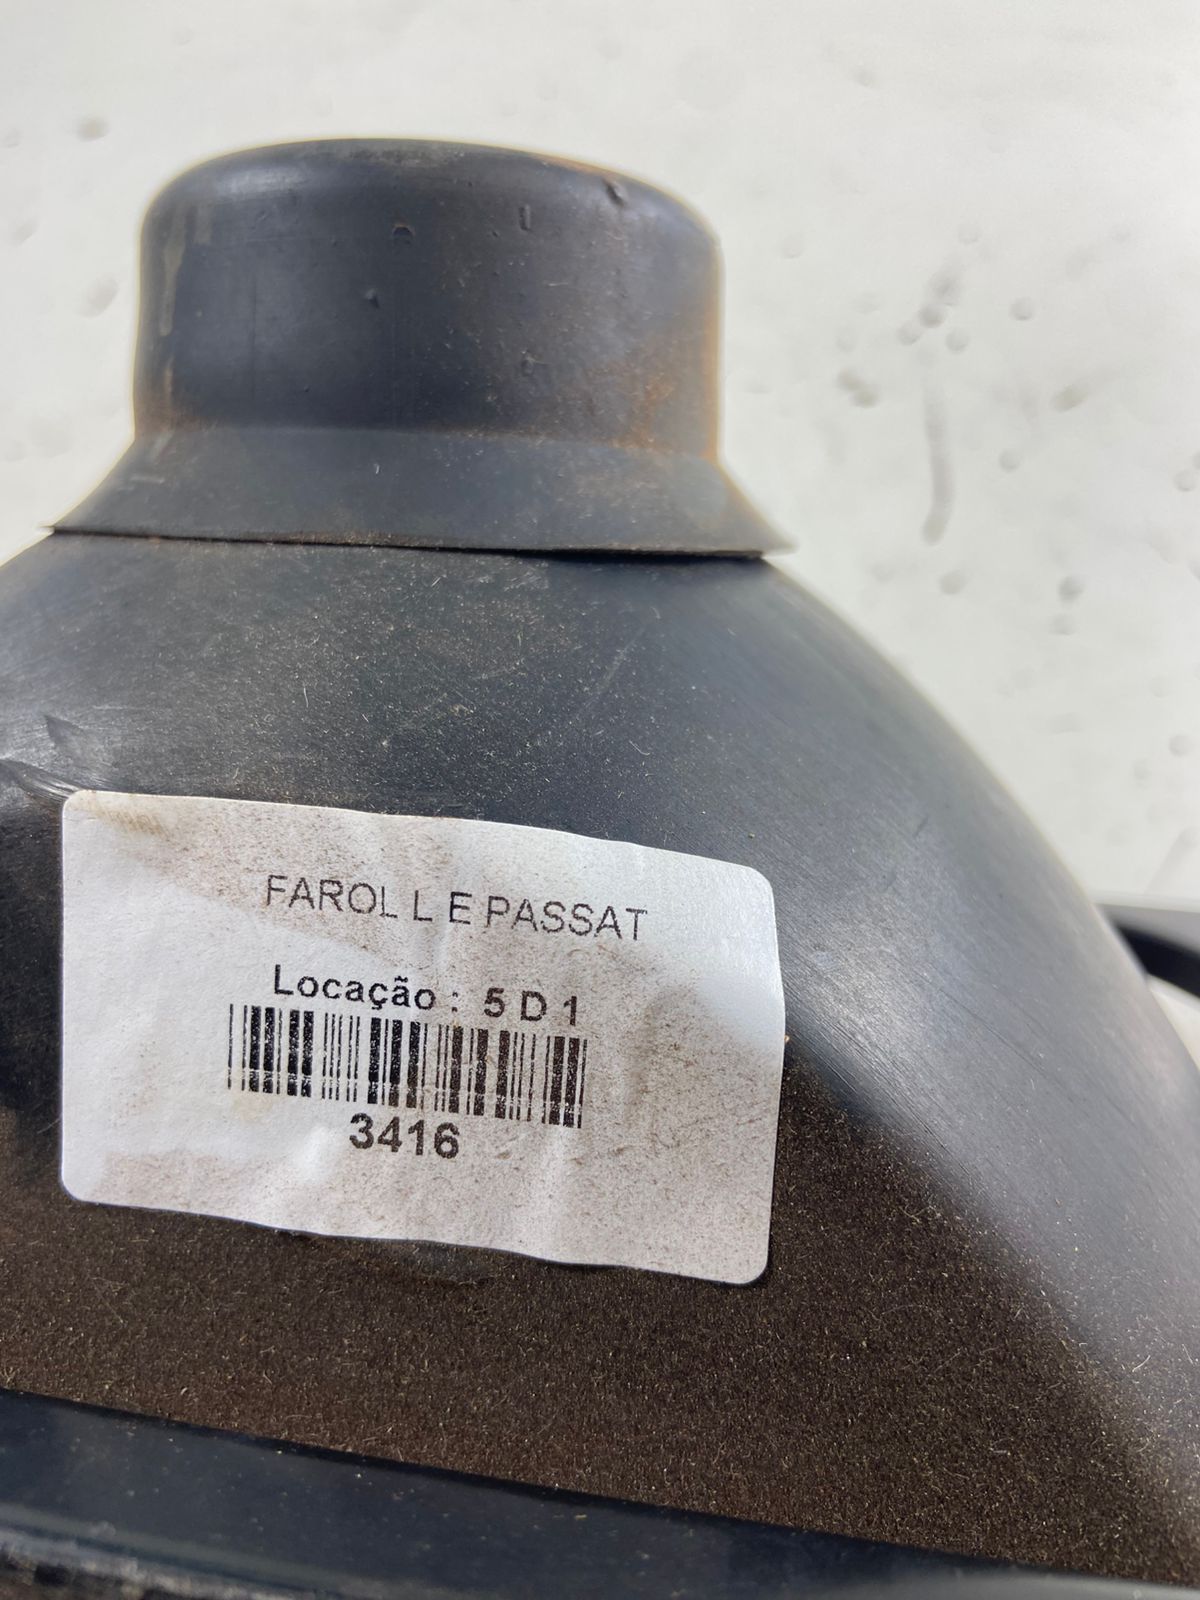 FAROL L E PASSAT
Locação : 5 D 1
3416